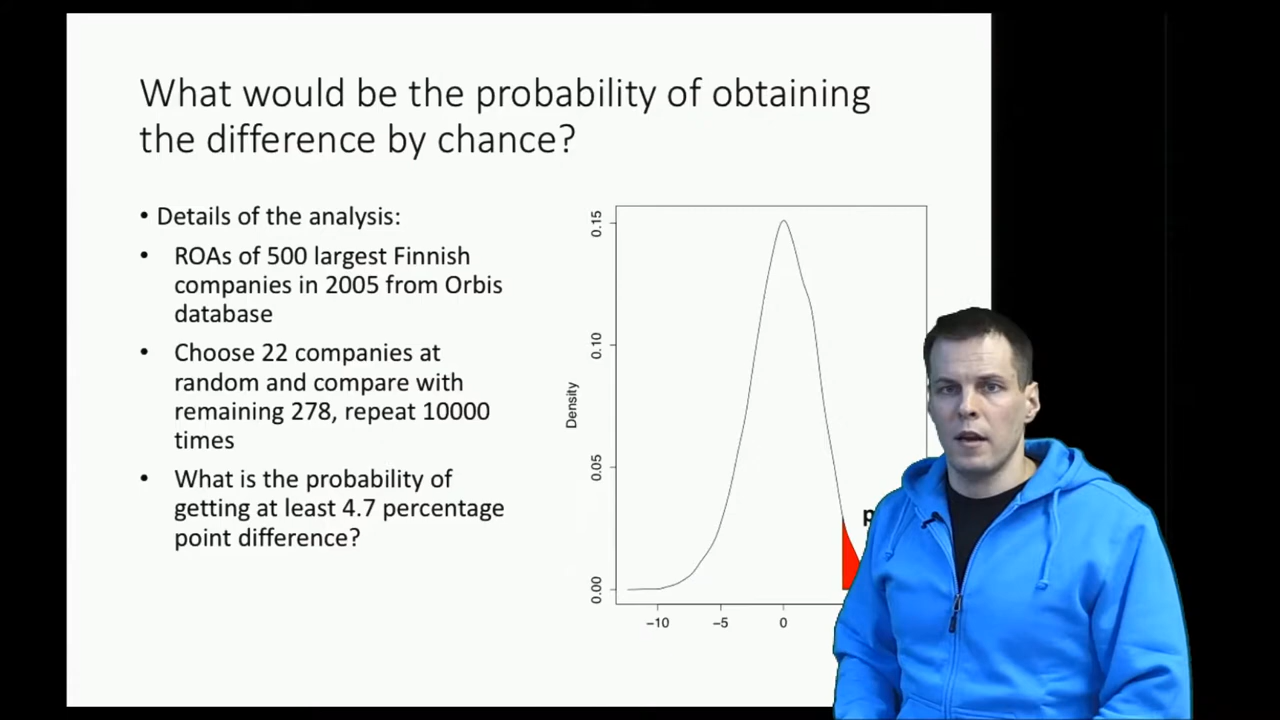 What would be the probability of obtaining
the difference by chance?
• Details of the analysis:
• ROAs of 500 largest Finnish
companies in 2005 from Orbis
database
• Choose 22 companies at
random and compare with
remaining 278, repeat 10000
times
• What is the probability of
getting at least 4.7 percentage
point difference?
Density
0.15
0.10
0.05
0.00
−10
−5
0